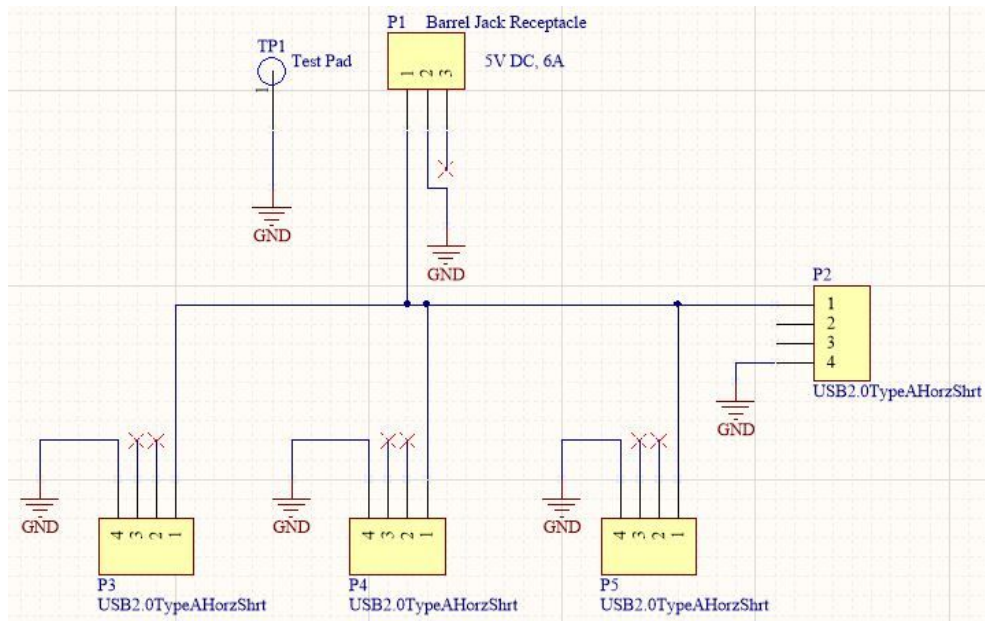 P1 Barrel Jack Receptacle
TP1
Test Pad
5V DC, 6A
1 2 3
1
GND
GND
P2
1
2
3
4
USB2.0TypeAHorzShrt
GND
GND
GND
GND
4 3 2 1
4 3 2 1
4 3 2 1
P3
P4
P5
USB2.0TypeAHorzShrt
USB2.0TypeAHorzShrt
USB2.0TypeAHorzShrt